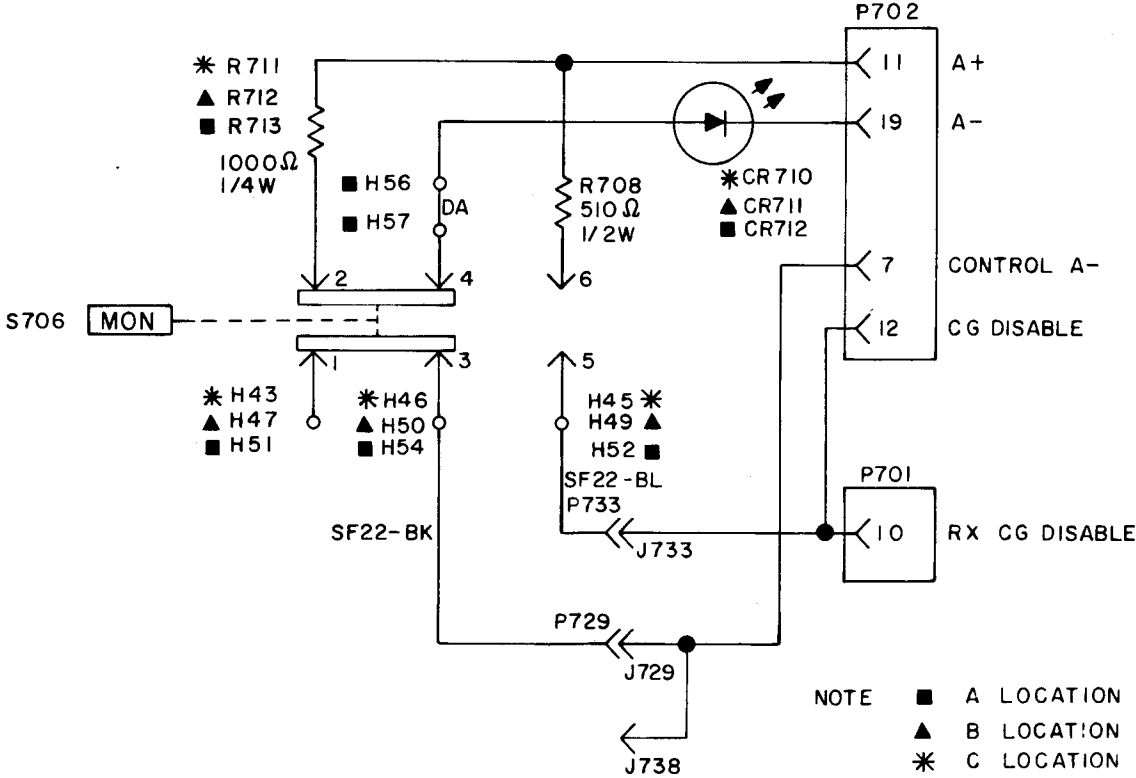 P702
✳ R711
▲ R712
■ R713
1000Ω
1/4W
11 A+
19 A-
■ H56
DA
■ H57
R708
510Ω
1/2W
✳CR710
▲ CR711
■ CR712
7 CONTROL A-
2
4
6
S706 MON
12 CG DISABLE
1
3
5
✳ H43
▲ H47
■ H51
✳ H46
▲ H50
■ H54
H45 ✳
H49 ▲
H52 ■
SF22-BL
P733
P701
SF22-BK
J733
10 RX CG DISABLE
P729
J729
NOTE ■ A LOCATION
▲ B LOCATION
✳ C LOCATION
J738